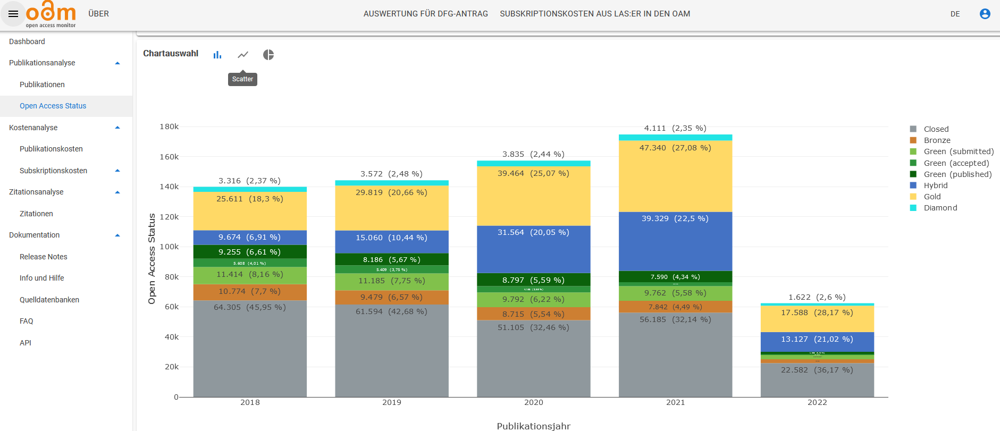 oam
open access monitor
ÜBER
AUSWERTUNG FÜR DFG-ANTRAG
SUBSKRIPTIONSKOSTEN AUS LAS:ER IN DEN OAM
DE
Dashboard
Publikationsanalyse
Publikationen
Open Access Status
Kostenanalyse
Publikationskosten
Subskriptionskosten
Zitationsanalyse
Zitationen
Dokumentation
Release Notes
Info und Hilfe
Quelldatenbanken
FAQ
API
Chartauswahl
Scatter
Open Access Status
180k
160k
140k
120k
100k
80k
60k
40k
20k
0
3.316 (2,37 %)
25.611 (18,3 %)
9.674 (6,91 %)
9.255 (6,61 %)
5.608 (4,01 %)
11.414 (8,16 %)
10.774 (7,7 %)
64.305 (45,95 %)
3.572 (2,48 %)
29.819 (20,66 %)
15.060 (10,44 %)
8.186 (5,67 %)
5.409 (3,75 %)
11.185 (7,75 %)
9.479 (6,57 %)
61.594 (42,68 %)
3.835 (2,44 %)
39.464 (25,07 %)
31.564 (20,05 %)
8.797 (5,59 %)
9.792 (6,22 %)
8.715 (5,54 %)
51.105 (32,46 %)
4.111 (2,35 %)
47.340 (27,08 %)
39.329 (22,5 %)
7.590 (4,34 %)
9.762 (5,58 %)
7.842 (4,49 %)
56.185 (32,14 %)
1.622 (2,6 %)
17.588 (28,17 %)
13.127 (21,02 %)
22.582 (36,17 %)
2018
2019
2020
2021
2022
Publikationsjahr
Closed
Bronze
Green (submitted)
Green (accepted)
Green (published)
Hybrid
Gold
Diamond